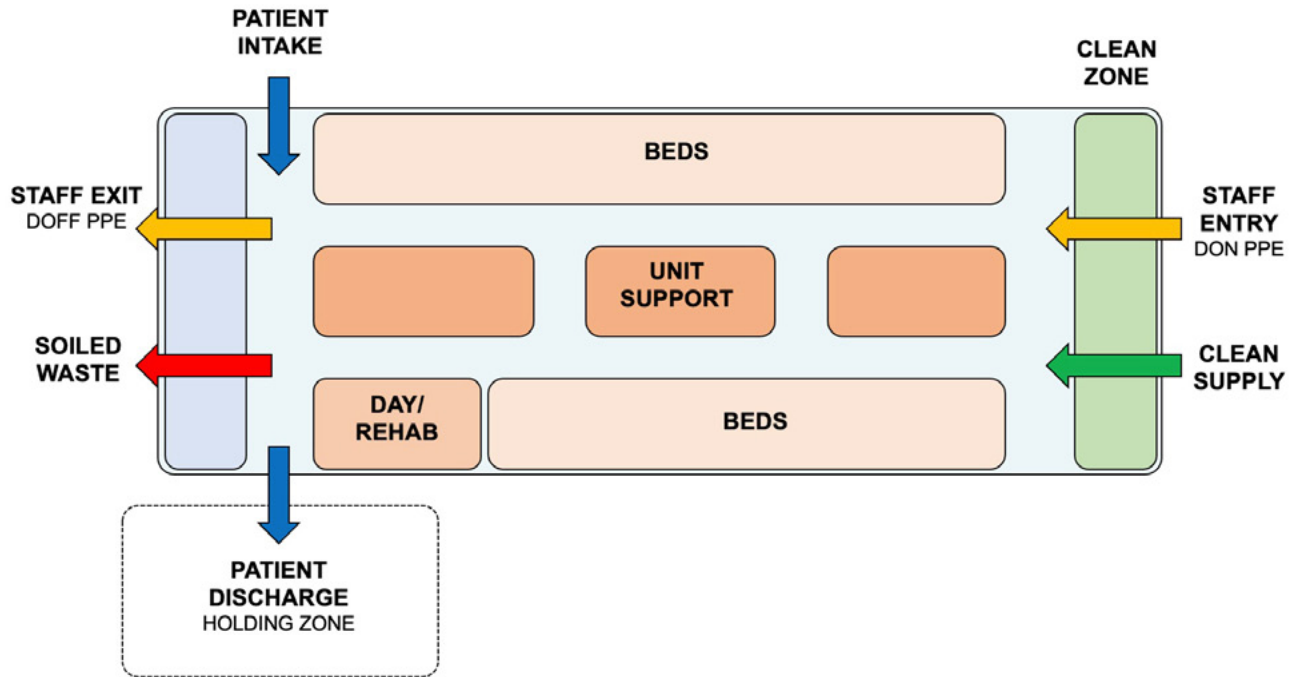 PATIENT
INTAKE
CLEAN
ZONE
BEDS
STAFF EXIT
DOFF PPE
STAFF
ENTRY
DON PPE
UNIT
SUPPORT
SOILED
WASTE
CLEAN
SUPPLY
DAY/
REHAB
BEDS
PATIENT
DISCHARGE
HOLDING ZONE